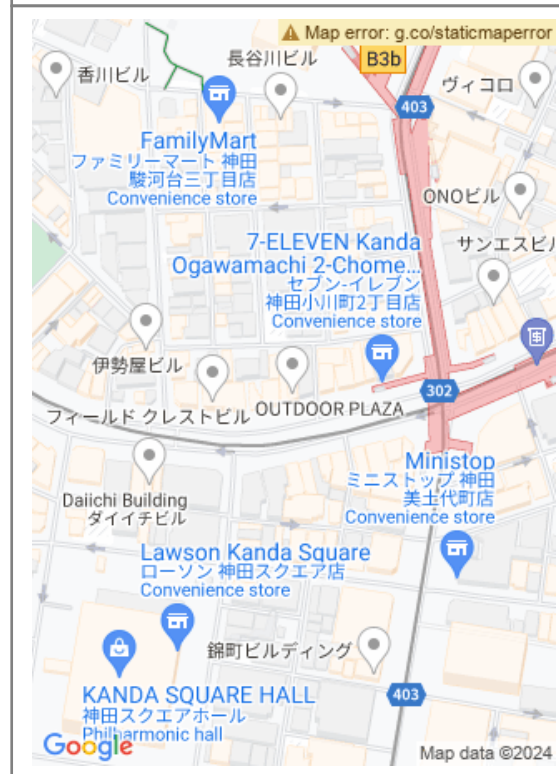 Map error: g.co/staticmaperror
長谷川ビル
B3b
香川ビル
ヴィコロ
403
FamilyMart
ファミリーマート 神田
駿河台三丁目店
Convenience store
ONOビル
7-ELEVEN Kanda
Ogawamachi 2-Chome...
セブン-イレブン
神田小川町2丁目店
Convenience store
サンエスビル
伊勢屋ビル
302
フィールド クレストビル
OUTDOOR PLAZA
Ministop
ミニストップ 神田
美土代町店
Convenience store
Daiichi Building
ダイイチビル
Lawson Kanda Square
ローソン 神田スクエア店
Convenience store
錦町ビルディング
KANDA SQUARE HALL
神田スクエアホール
Philharmonic hall
403
Google
Map data ©2024